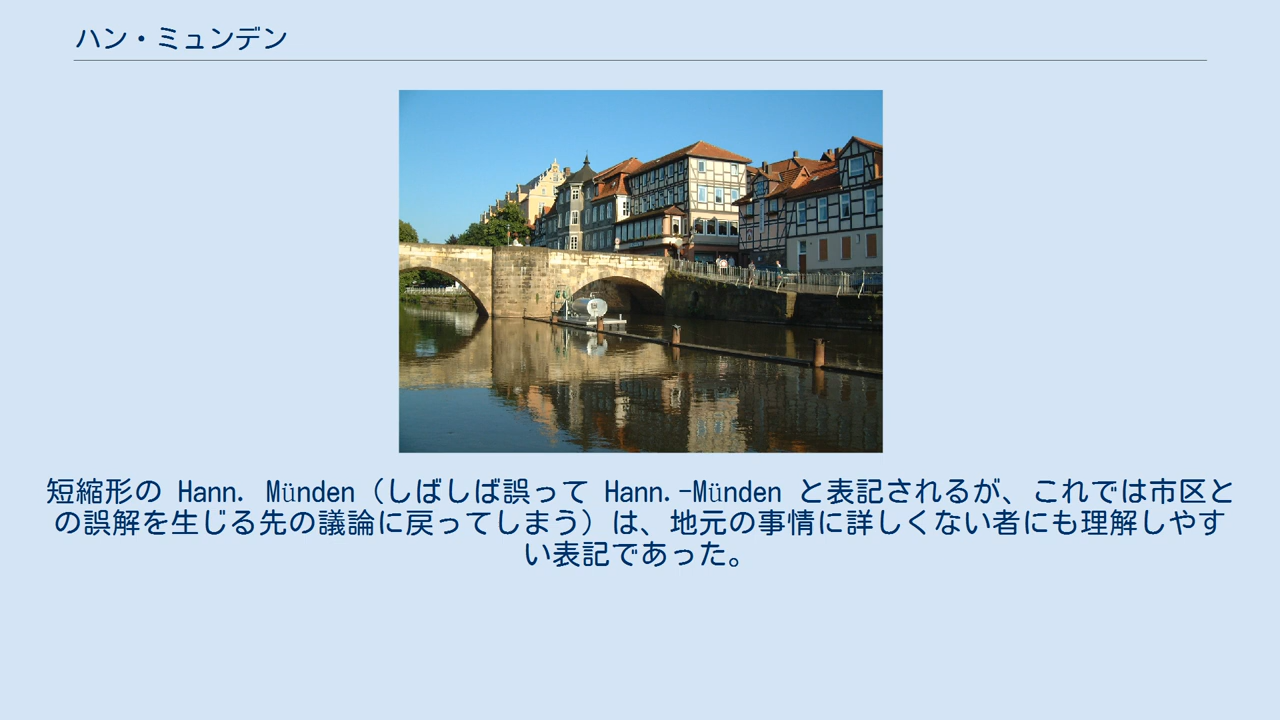 ハン・ミュンデン
短縮形の Hann. Münden（しばしば誤って Hann.-Münden と表記されるが、これでは市区と
の誤解を生じる先の議論に戻ってしまう）は、地元の事情に詳しくない者にも理解しやす
い表記であった。